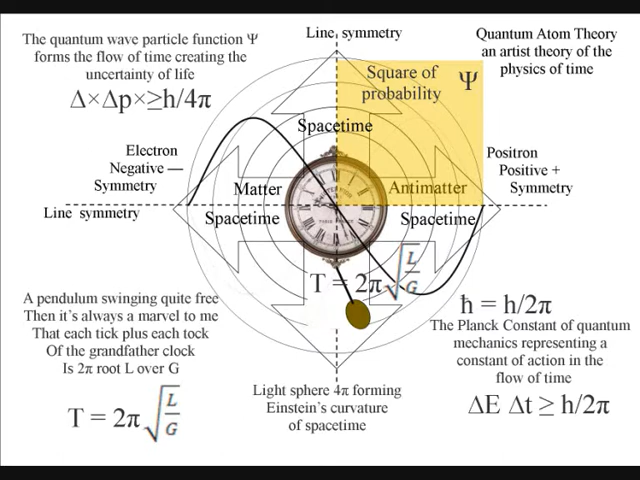 The quantum wave particle function Ψ
forms the flow of time creating the
uncertainty of life
Δ×Δp×≥h/4π
Line symmetry
Quantum Atom Theory
an artist theory of the
physics of time
Square of
probability
Ψ
Spacetime
Electron
Negative —
Symmetry
Positron
Positive +
Symmetry
Matter
Antimatter
Line symmetry
Spacetime
Spacetime
T = 2π√L/G
A pendulum swinging quite free
Then it's always a marvel to me
That each tick plus each tock
Of the grandfather clock
Is 2π root L over G
T = 2π√L/G
Light sphere 4π forming
Einstein's curvature
of spacetime
ħ = h/2π
The Planck Constant of quantum
mechanics representing a
constant of action in the
flow of time
ΔE Δt ≥ h/2π